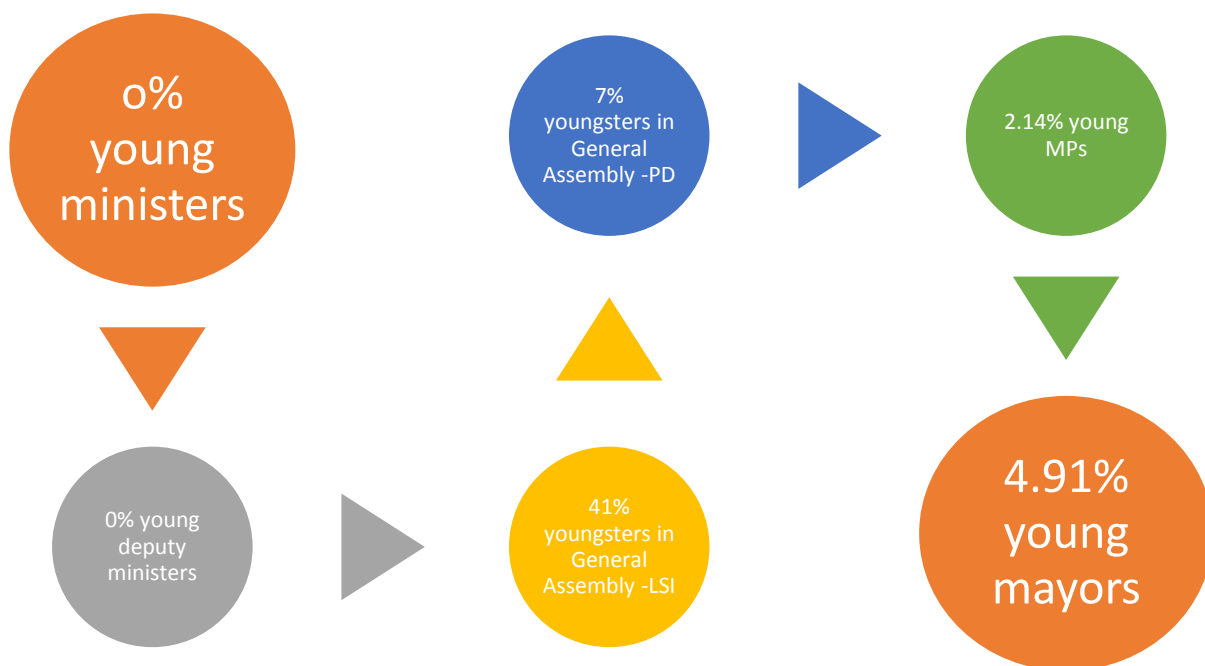 o%
young
ministers
0% young
deputy
ministers
41%
youngsters in
General
Assembly -LSI
7%
youngsters in
General
Assembly -PD
2.14% young
MPs
4.91%
young
mayors